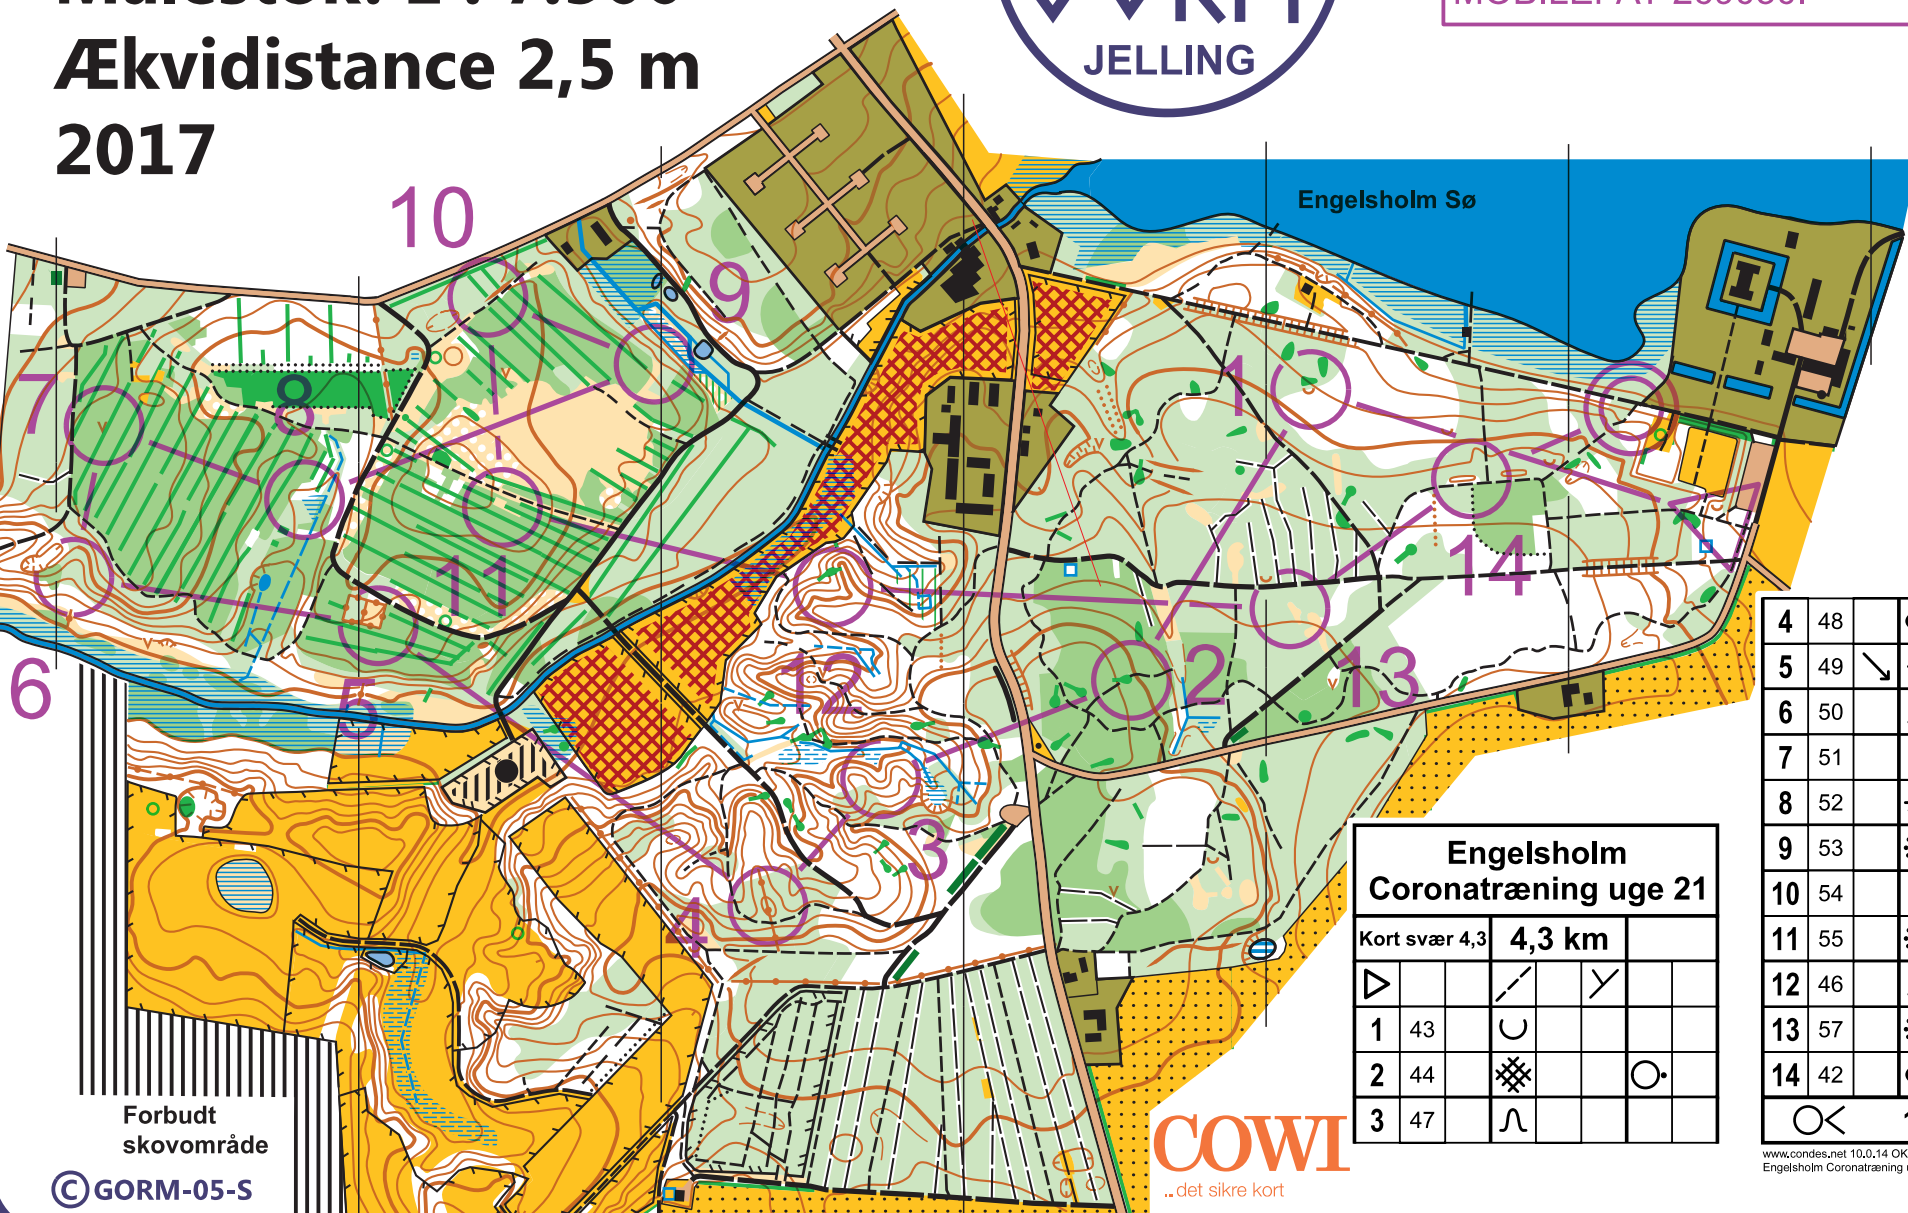 Ækvidistance 2,5 m
2017
JELLING
Engelsholm Sø
10
9
7
8
1
11
14
6
5
12
2
13
3
4
Forbudt
skovområde
© GORM-05-S
COWI
det sikre kort
Engelsholm
Coronatræning uge 21
Kort svær 4,3 4,3 km
1 43
2 44
3 47
4 48
5 49
6 50
7 51
8 52
9 53
10 54
11 55
12 46
13 57
14 42
www.condes.net 10.0.14 OK
Engelsholm Coronatræning